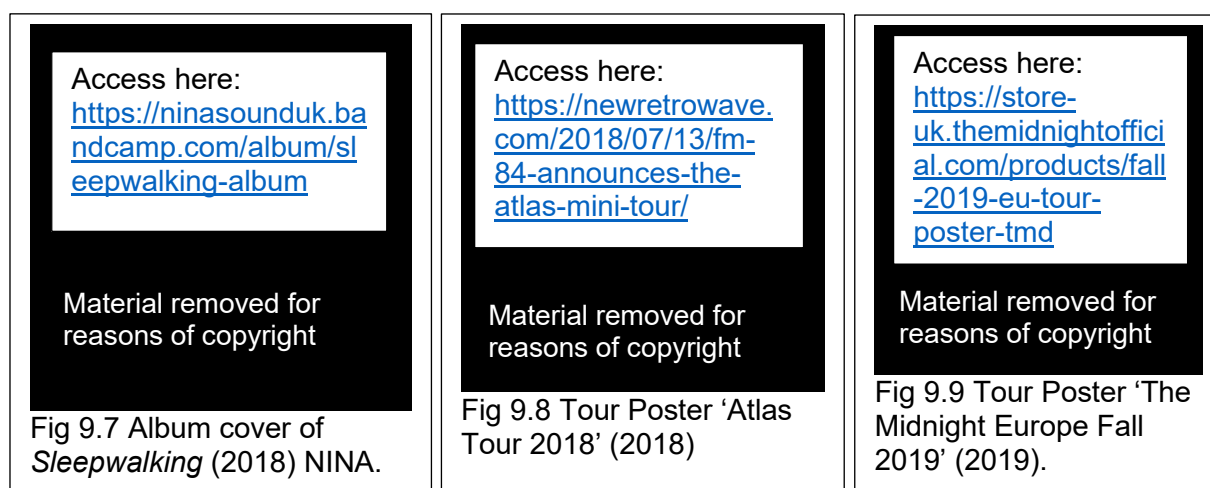 Access here:
https://ninasounduk.ba
ndcamp.com/album/sl
eepwalking-album
Material removed for
reasons of copyright
Fig 9.7 Album cover of
Sleepwalking (2018) NINA.
Access here:
https://newretrowave.
com/2018/07/13/fm-
84-announces-the-
atlas-mini-tour/
Material removed for
reasons of copyright
Fig 9.8 Tour Poster ‘Atlas
Tour 2018’ (2018)
Access here:
https://store-
uk.themidnightoffici
al.com/products/fall
-2019-eu-tour-
poster-tmd
Material removed for
reasons of copyright
Fig 9.9 Tour Poster ‘The
Midnight Europe Fall
2019’ (2019).